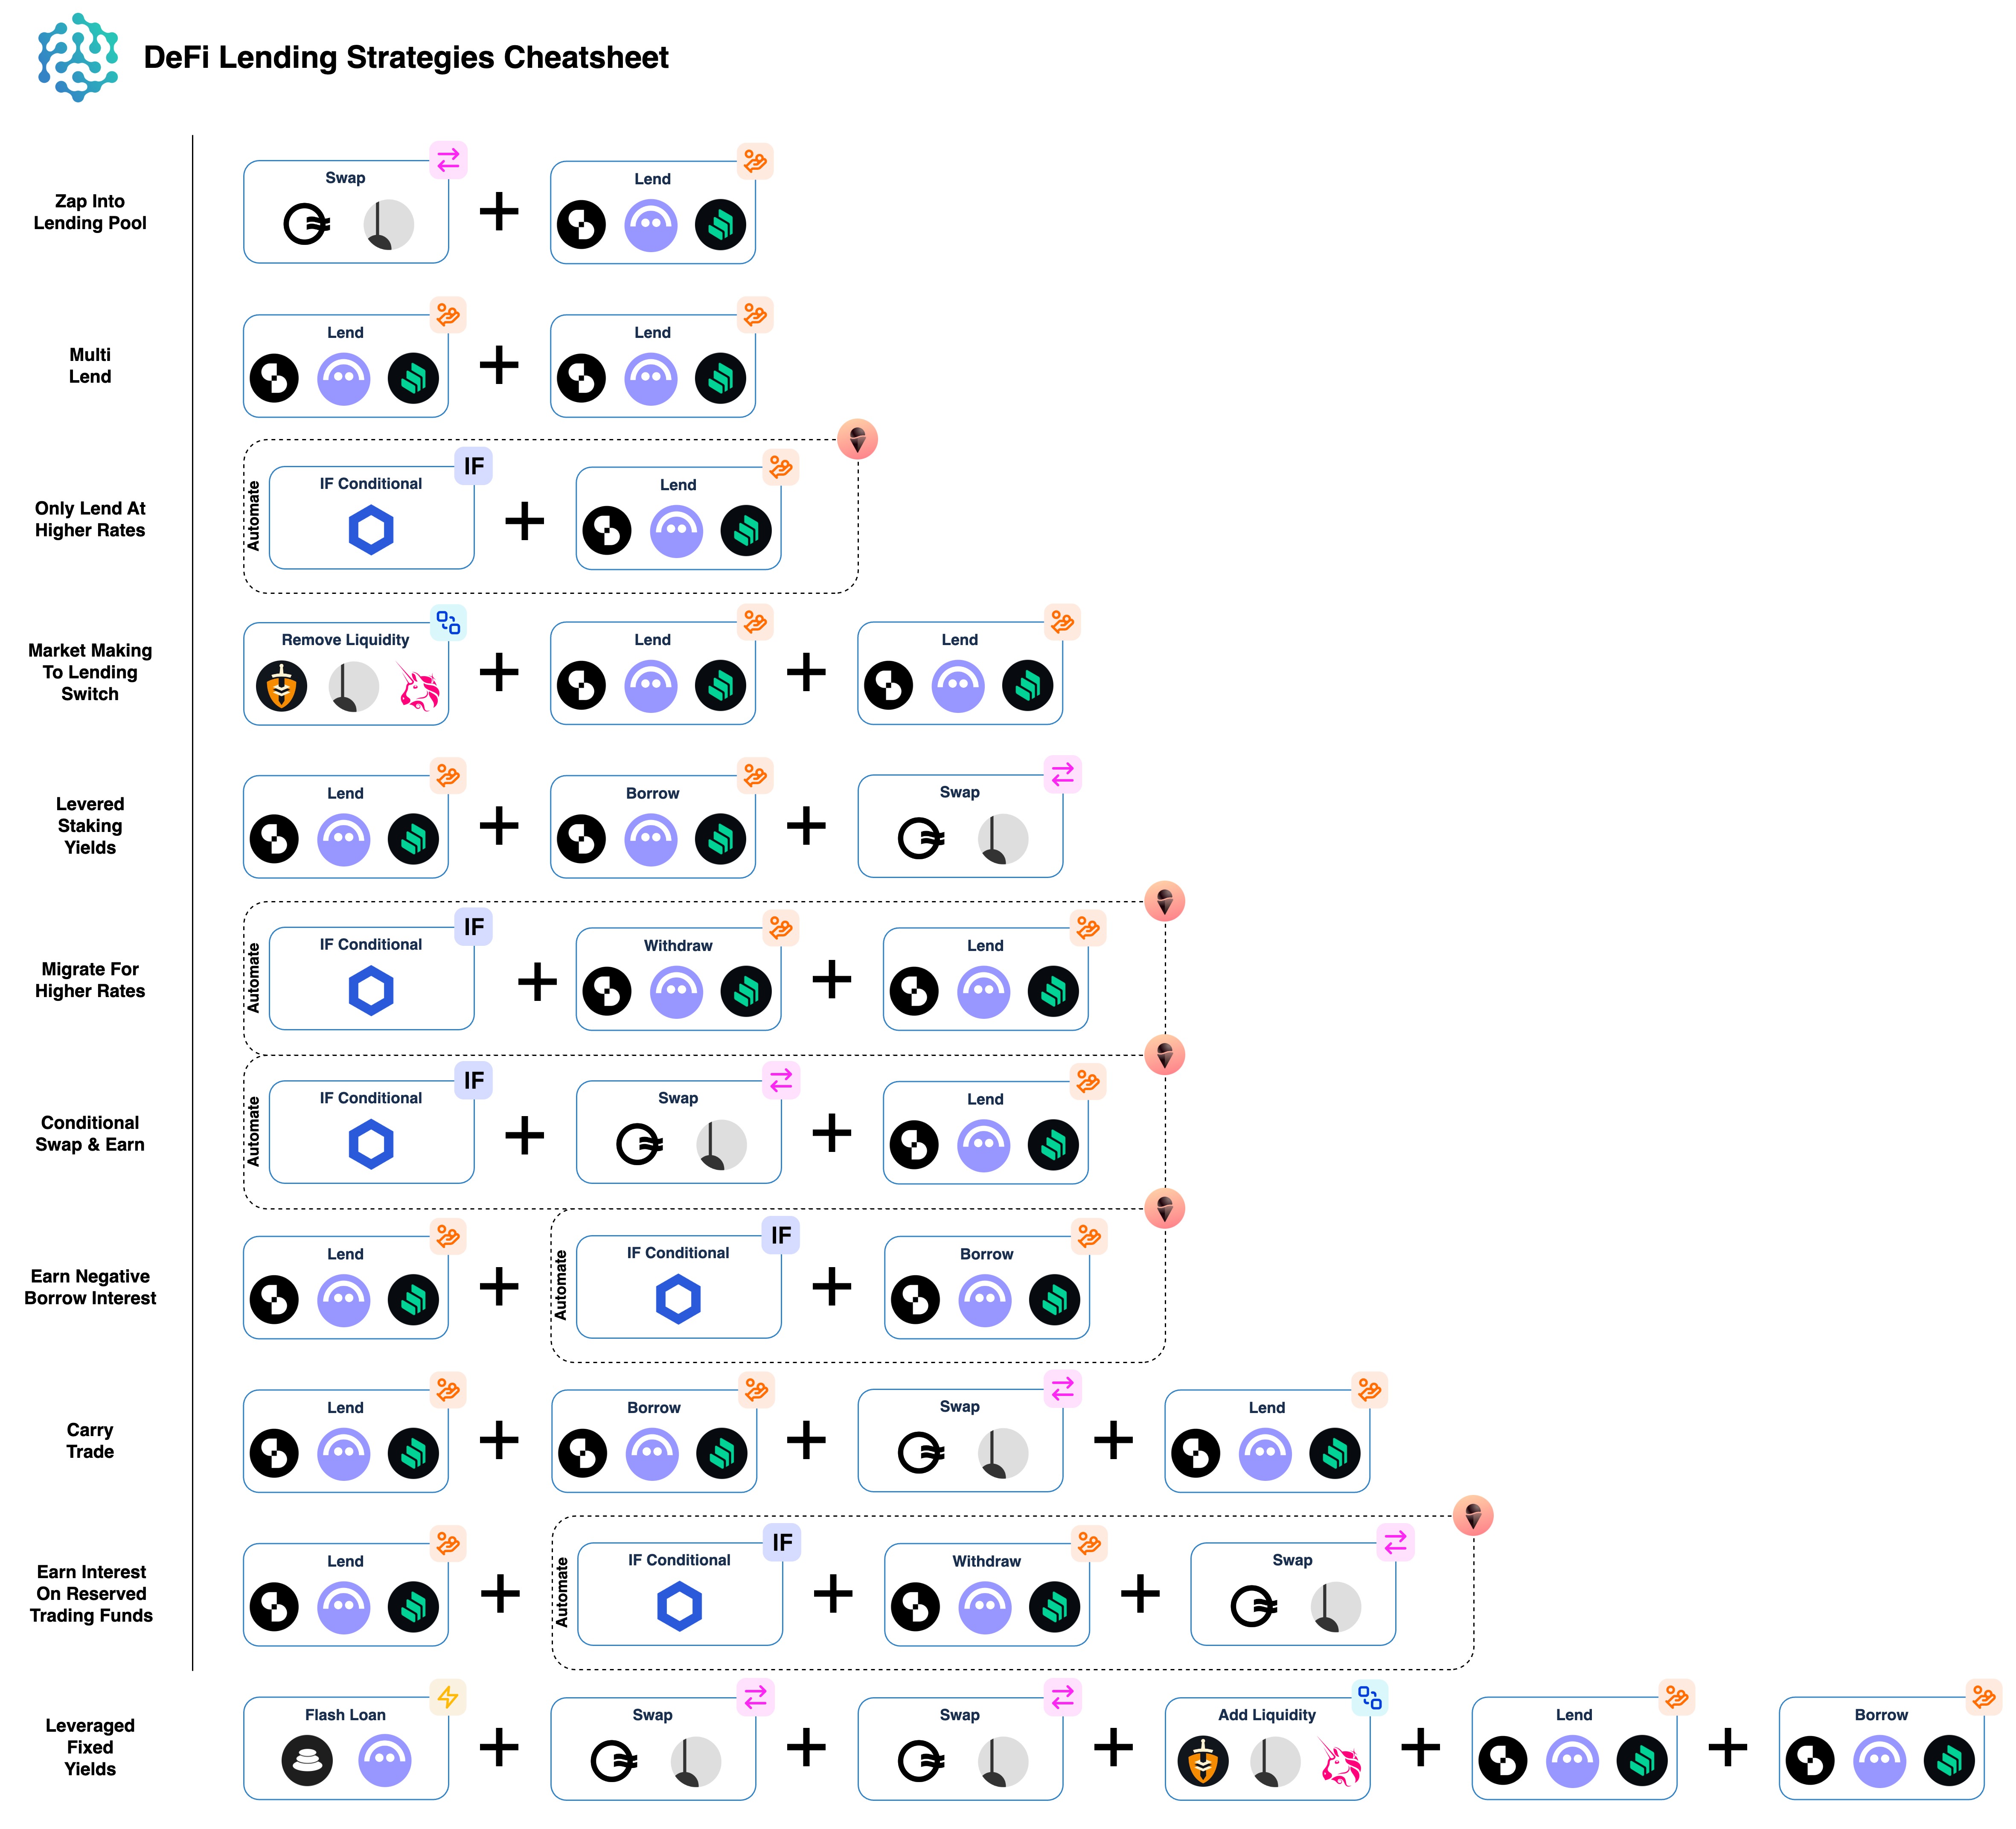 DeFi Lending Strategies Cheatsheet
Zap Into
Lending Pool
Swap
Lend
Multi
Lend
Lend
Lend
Only Lend At
Higher Rates
Automate
IF Conditional
IF
Lend
Market Making
To Lending
Switch
Remove Liquidity
Lend
Lend
Levered
Staking
Yields
Lend
Borrow
Swap
Migrate For
Higher Rates
Automate
IF Conditional
IF
Withdraw
Lend
Conditional
Swap & Earn
Automate
IF Conditional
IF
Swap
Lend
Earn Negative
Borrow Interest
Lend
Automate
IF Conditional
IF
Borrow
Carry
Trade
Lend
Borrow
Swap
Lend
Earn Interest
On Reserved
Trading Funds
Lend
Automate
IF Conditional
IF
Withdraw
Swap
Leveraged
Fixed
Yields
Flash Loan
Swap
Swap
Add Liquidity
Lend
Borrow